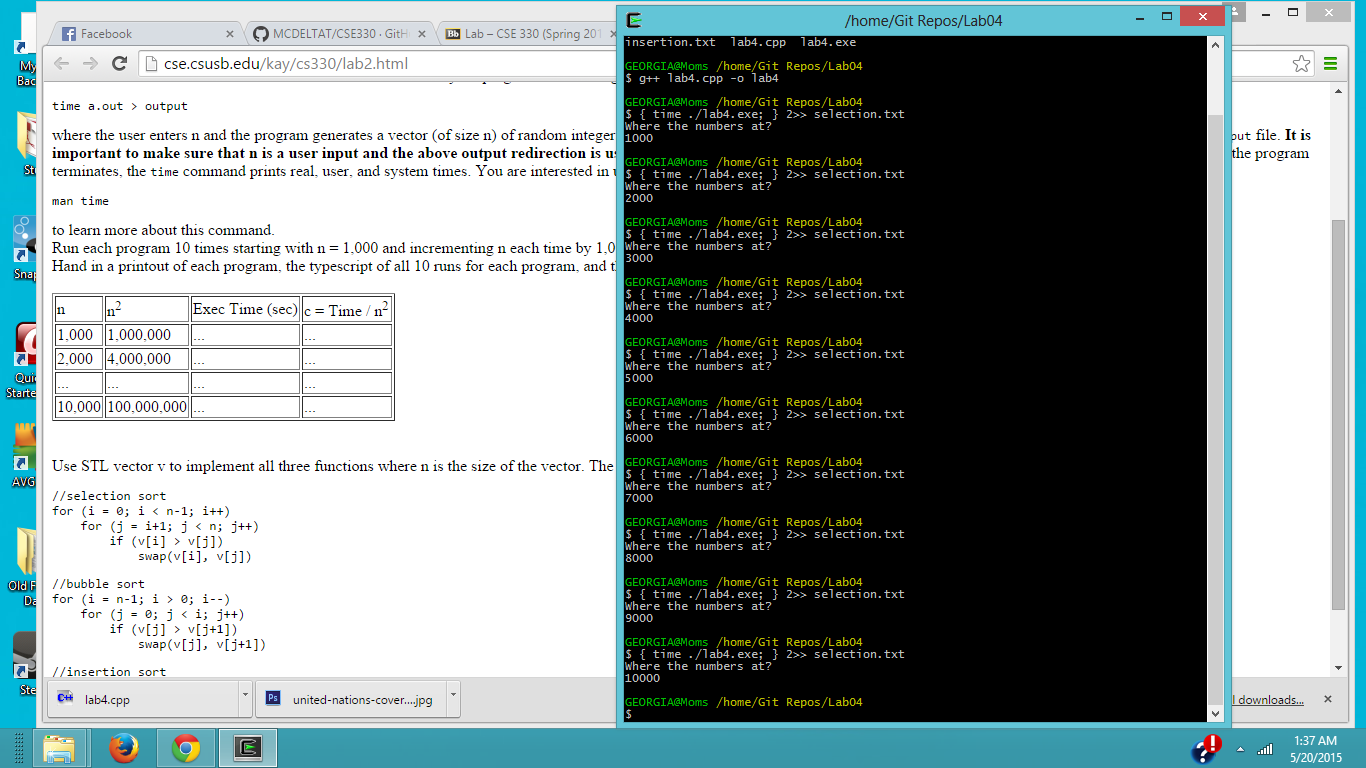 Facebook
MCDELTAT/CSE330 · GitH
Lab – CSE 330 (Spring 201
cse.csusb.edu/kay/cs330/lab2.html
time a.out > output
where the user enters n and the program generates a vector (of size n) of random integer
important to make sure that n is a user input and the above output redirection is us
terminates, the time command prints real, user, and system times. You are interested in u
man time
to learn more about this command.
Run each program 10 times starting with n = 1,000 and incrementing n each time by 1,0
Hand in a printout of each program, the typescript of all 10 runs for each program, and t
n n² Exec Time (sec) c = Time / n²
1,000 1,000,000 ... ...
2,000 4,000,000 ... ...
... ... ... ...
10,000 100,000,000 ... ...
Use STL vector v to implement all three functions where n is the size of the vector. The
//selection sort
for (i = 0; i < n-1; i++)
for (j = i+1; j < n; j++)
if (v[i] > v[j])
swap(v[i], v[j])
//bubble sort
for (i = n-1; i > 0; i--)
for (j = 0; j < i; j++)
if (v[j] > v[j+1])
swap(v[j], v[j+1])
//insertion sort
put file. It is
the program
/home/Git Repos/Lab04
insertion.txt lab4.cpp lab4.exe
GEORGIA@Moms /home/Git Repos/Lab04
$ g++ lab4.cpp -o lab4
GEORGIA@Moms /home/Git Repos/Lab04
$ { time ./lab4.exe; } 2>> selection.txt
Where the numbers at?
1000
GEORGIA@Moms /home/Git Repos/Lab04
$ { time ./lab4.exe; } 2>> selection.txt
Where the numbers at?
2000
GEORGIA@Moms /home/Git Repos/Lab04
$ { time ./lab4.exe; } 2>> selection.txt
Where the numbers at?
3000
GEORGIA@Moms /home/Git Repos/Lab04
$ { time ./lab4.exe; } 2>> selection.txt
Where the numbers at?
4000
GEORGIA@Moms /home/Git Repos/Lab04
$ { time ./lab4.exe; } 2>> selection.txt
Where the numbers at?
5000
GEORGIA@Moms /home/Git Repos/Lab04
$ { time ./lab4.exe; } 2>> selection.txt
Where the numbers at?
6000
GEORGIA@Moms /home/Git Repos/Lab04
$ { time ./lab4.exe; } 2>> selection.txt
Where the numbers at?
7000
GEORGIA@Moms /home/Git Repos/Lab04
$ { time ./lab4.exe; } 2>> selection.txt
Where the numbers at?
8000
GEORGIA@Moms /home/Git Repos/Lab04
$ { time ./lab4.exe; } 2>> selection.txt
Where the numbers at?
9000
GEORGIA@Moms /home/Git Repos/Lab04
$ { time ./lab4.exe; } 2>> selection.txt
Where the numbers at?
10000
GEORGIA@Moms /home/Git Repos/Lab04
$
My
Bac
Stu
Snap
Quic
Starte
AVG
Old F
Da
Ste
lab4.cpp
united-nations-cover....jpg
l downloads...
1:37 AM
5/20/2015